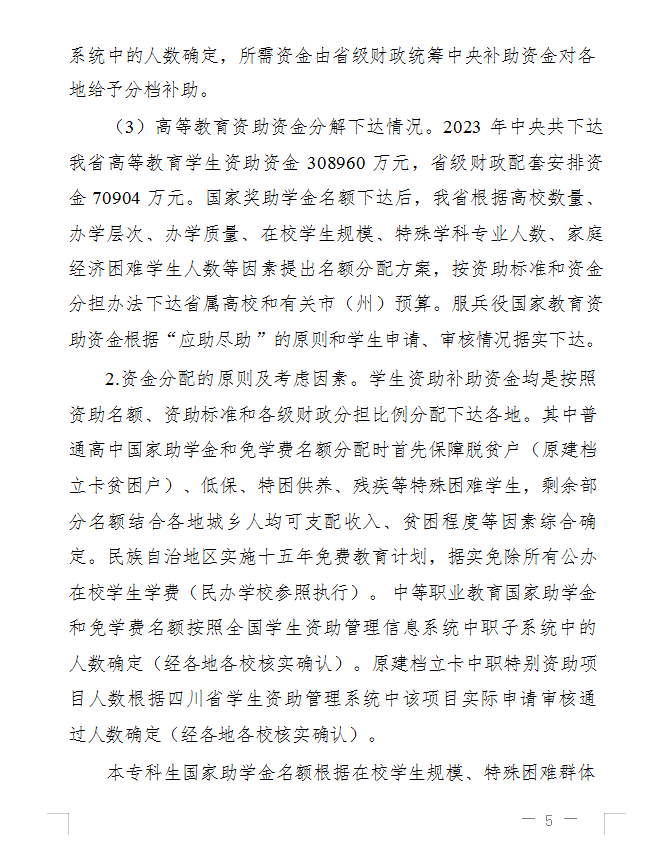 系统中的人数确定，所需资金由省级财政统筹中央补助资金对各
地给予分档补助。
（3）高等教育资助资金分解下达情况。2023 年中央共下达
我省高等教育学生资助资金 308960 万元，省级财政配套安排资
金 70904 万元。国家奖助学金名额下达后，我省根据高校数量、
办学层次、办学质量、在校学生规模、特殊学科专业人数、家庭
经济困难学生人数等因素提出名额分配方案，按资助标准和资金
分担办法下达省属高校和有关市（州）预算。服兵役国家教育资
助资金根据“应助尽助”的原则和学生申请、审核情况据实下达。
2.资金分配的原则及考虑因素。学生资助补助资金均是按照
资助名额、资助标准和各级财政分担比例分配下达各地。其中普
通高中国家助学金和免学费名额分配时首先保障脱贫户（原建档
立卡贫困户）、低保、特困供养、残疾等特殊困难学生，剩余部
分名额结合各地城乡人均可支配收入、贫困程度等因素综合确
定。民族自治地区实施十五年免费教育计划，据实免除所有公办
在校学生学费（民办学校参照执行）。 中等职业教育国家助学金
和免学费名额按照全国学生资助管理信息系统中职子系统中的
人数确定（经各地各校核实确认）。原建档立卡中职特别资助项
目人数根据四川省学生资助管理系统中该项目实际申请审核通
过人数确定（经各地各校核实确认）。
本专科生国家助学金名额根据在校学生规模、特殊困难群体
— 5 —